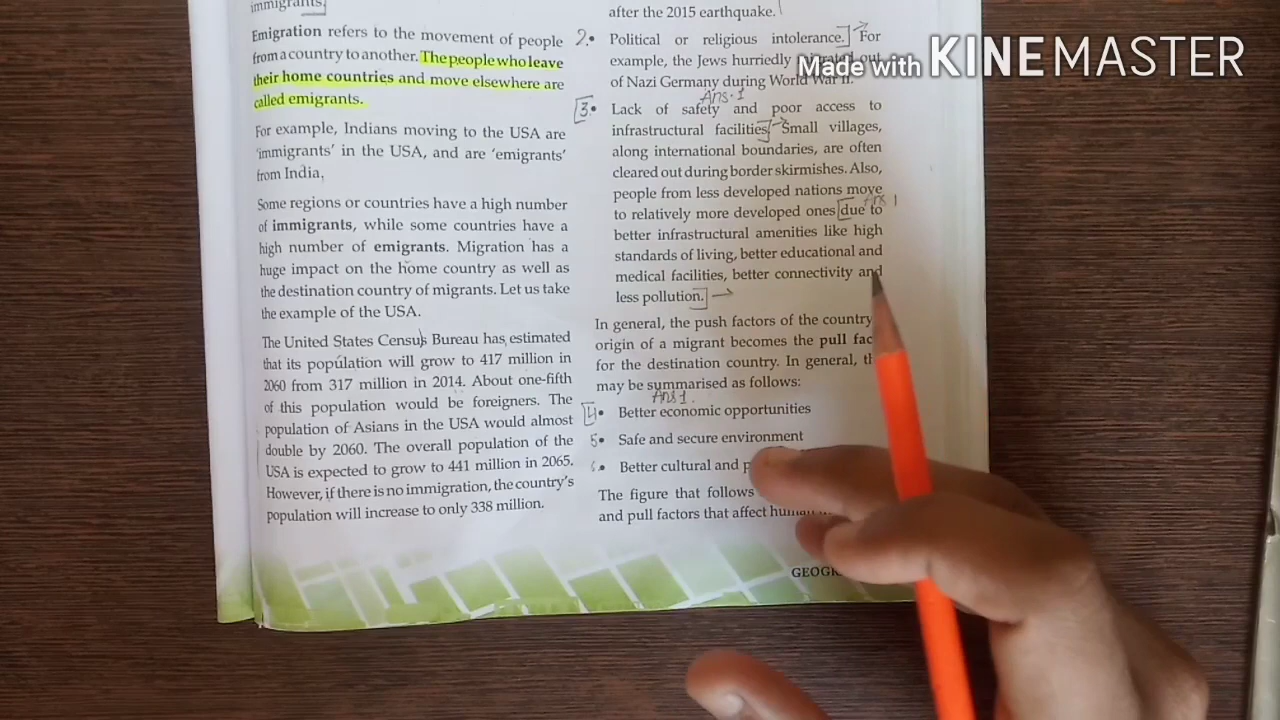 immigrants.
Emigration refers to the movement of people
from a country to another. The people who leave
their home countries and move elsewhere are
called emigrants.
For example, Indians moving to the USA are
'immigrants' in the USA, and are 'emigrants'
from India.
Some regions or countries have a high number
of immigrants, while some countries have a
high number of emigrants. Migration has a
huge impact on the home country as well as
the destination country of migrants. Let us take
the example of the USA.
The United States Census Bureau has estimated
that its population will grow to 417 million in
2060 from 317 million in 2014. About one-fifth
of this population would be foreigners. The
population of Asians in the USA would almost
double by 2060. The overall population of the
USA is expected to grow to 441 million in 2065.
However, if there is no immigration, the country's
population will increase to only 338 million.
after the 2015 earthquake.
2. • Political or religious intolerance. For
example, the Jews hurriedly out
of Nazi Germany during World War II.
Ans-1
3. • Lack of safety and poor access to
infrastructural facilities. Small villages,
along international boundaries, are often
cleared out during border skirmishes. Also,
people from less developed nations move
Ans 1
to relatively more developed ones due to
better infrastructural amenities like high
standards of living, better educational and
medical facilities, better connectivity and
less pollution.
In general, the push factors of the country
origin of a migrant becomes the pull fac
for the destination country. In general, th
may be summarised as follows:
Ans 1.
4 • Better economic opportunities
5 • Safe and secure environment
6 • Better cultural and p
The figure that follows
and pull factors that affect human
GEOGR
Made with KINEMASTER